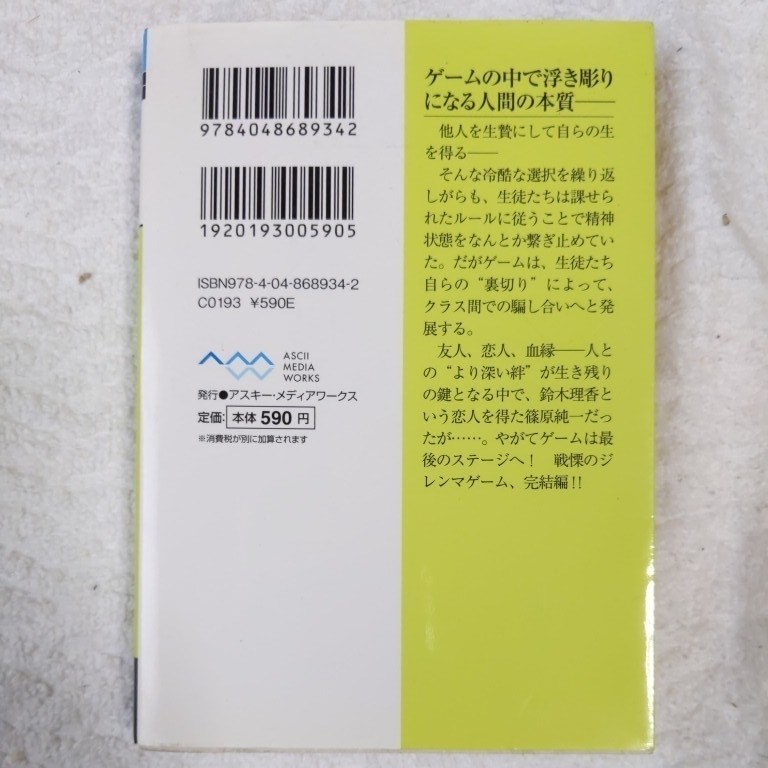 9784048689342
1920193005905
ISBN978-4-04-868934-2
C0193 ¥590E
ASCII
MEDIA
WORKS
発行●アスキー・メディアワークス
定価：本体590円
※消費税が別に加算されます
ゲームの中で浮き彫り
になる人間の本質――
他人を生贄にして自らの生
を得る――
そんな冷酷な選択を繰り返
しながらも、生徒たちは課せら
れたルールに従うことで精神
状態をなんとか繋ぎ止めてい
た。だがゲームは、生徒たち
自らの“裏切り”によって、
クラス間での騙し合いへと発
展する。
友人、恋人、血縁――人と
の“より深い絆”が生き残り
の鍵となる中で、鈴木理香と
いう恋人を得た篠原純一だっ
たが……。やがてゲームは最
後のステージへ！ 戦慄のジ
レンマゲーム、完結編!!